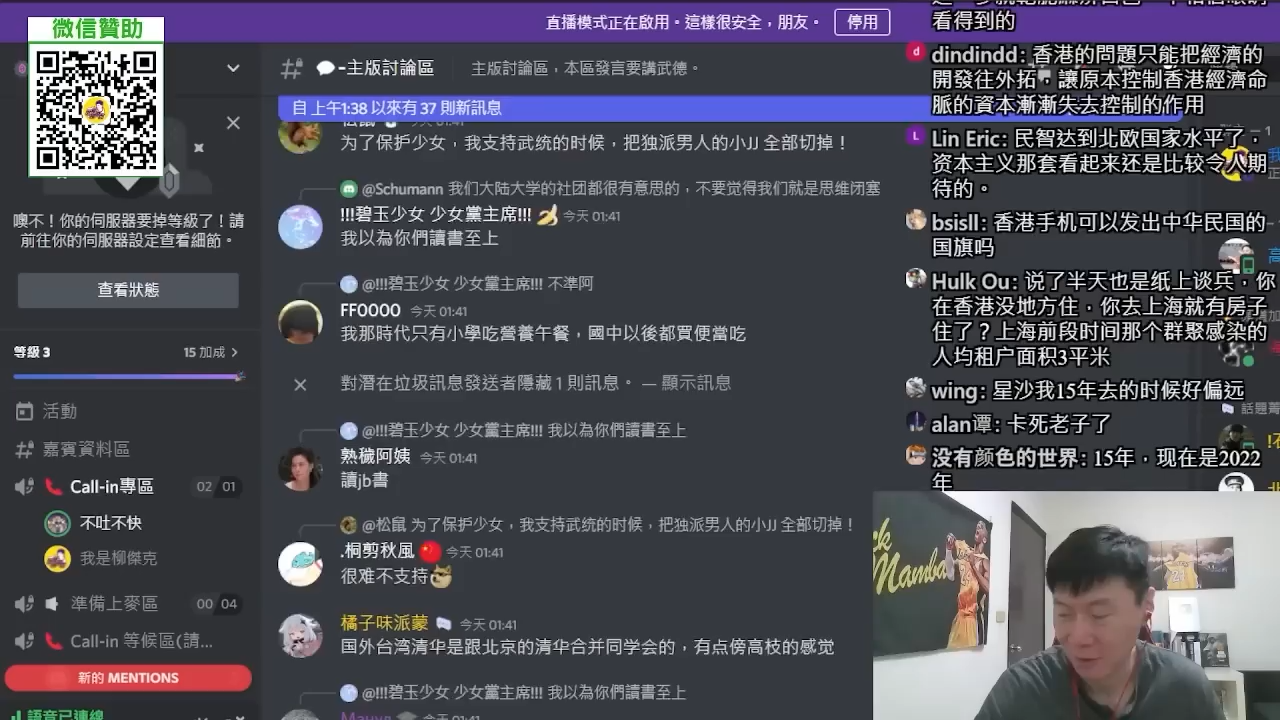 微信贊助
直播模式正在啟用。這樣很安全，朋友。
停用
-主版討論區
主版討論區，本區發言要講武德。
自 上午1:38 以來有 37 則新訊息
今天 01:41
为了保护少女，我支持武统的时候，把独派男人的小JJ 全部切掉！
@Schumann 我们大陆大学的社团都很有意思的，不要觉得我们就是思维闭塞
!!!碧玉少女 少女黨主席!!! 🍌 今天 01:41
我以為你們讀書至上
@!!!碧玉少女 少女黨主席!!! 不準阿
FF0000 今天 01:41
我那時代只有小學吃營養午餐，國中以後都買便當吃
對潛在垃圾訊息發送者隱藏 1 則訊息。 — 顯示訊息
@!!!碧玉少女 少女黨主席!!! 我以為你們讀書至上
熟穢阿姨 今天 01:41
讀jb書
@松鼠 为了保护少女，我支持武统的时候，把独派男人的小JJ 全部切掉！
.桐剪秋風 今天 01:41
很难不支持
橘子味派蒙 今天 01:41
国外台湾清华是跟北京的清华合并同学会的，有点傍高枝的感觉
@!!!碧玉少女 少女黨主席!!! 我以為你們讀書至上
噢不！你的伺服器要掉等級了！請
前往你的伺服器設定查看細節。
查看狀態
等級 3
15 加成
活動
嘉賓資料區
Call-in專區
02 01
不吐不快
我是柳傑克
準備上麥區
00 04
Call-in 等候區(請...
新的 MENTIONS
語音已連線
看得到的
dindindd: 香港的問題只能把經濟的
開發往外拓，讓原本控制香港經濟命
脈的資本漸漸失去控制的作用
Lin Eric: 民智达到北欧国家水平了，
资本主义那套看起来还是比较令人期
待的。
bsisll: 香港手机可以发出中华民国的
国旗吗
Hulk Ou: 说了半天也是纸上谈兵，你
在香港没地方住，你去上海就有房子
住了？上海前段时间那个群聚感染的
人均租户面积3平米
wing: 星沙我15年去的时候好偏远
alan谭: 卡死老子了
没有颜色的世界: 15年，现在是2022
年
Mamba